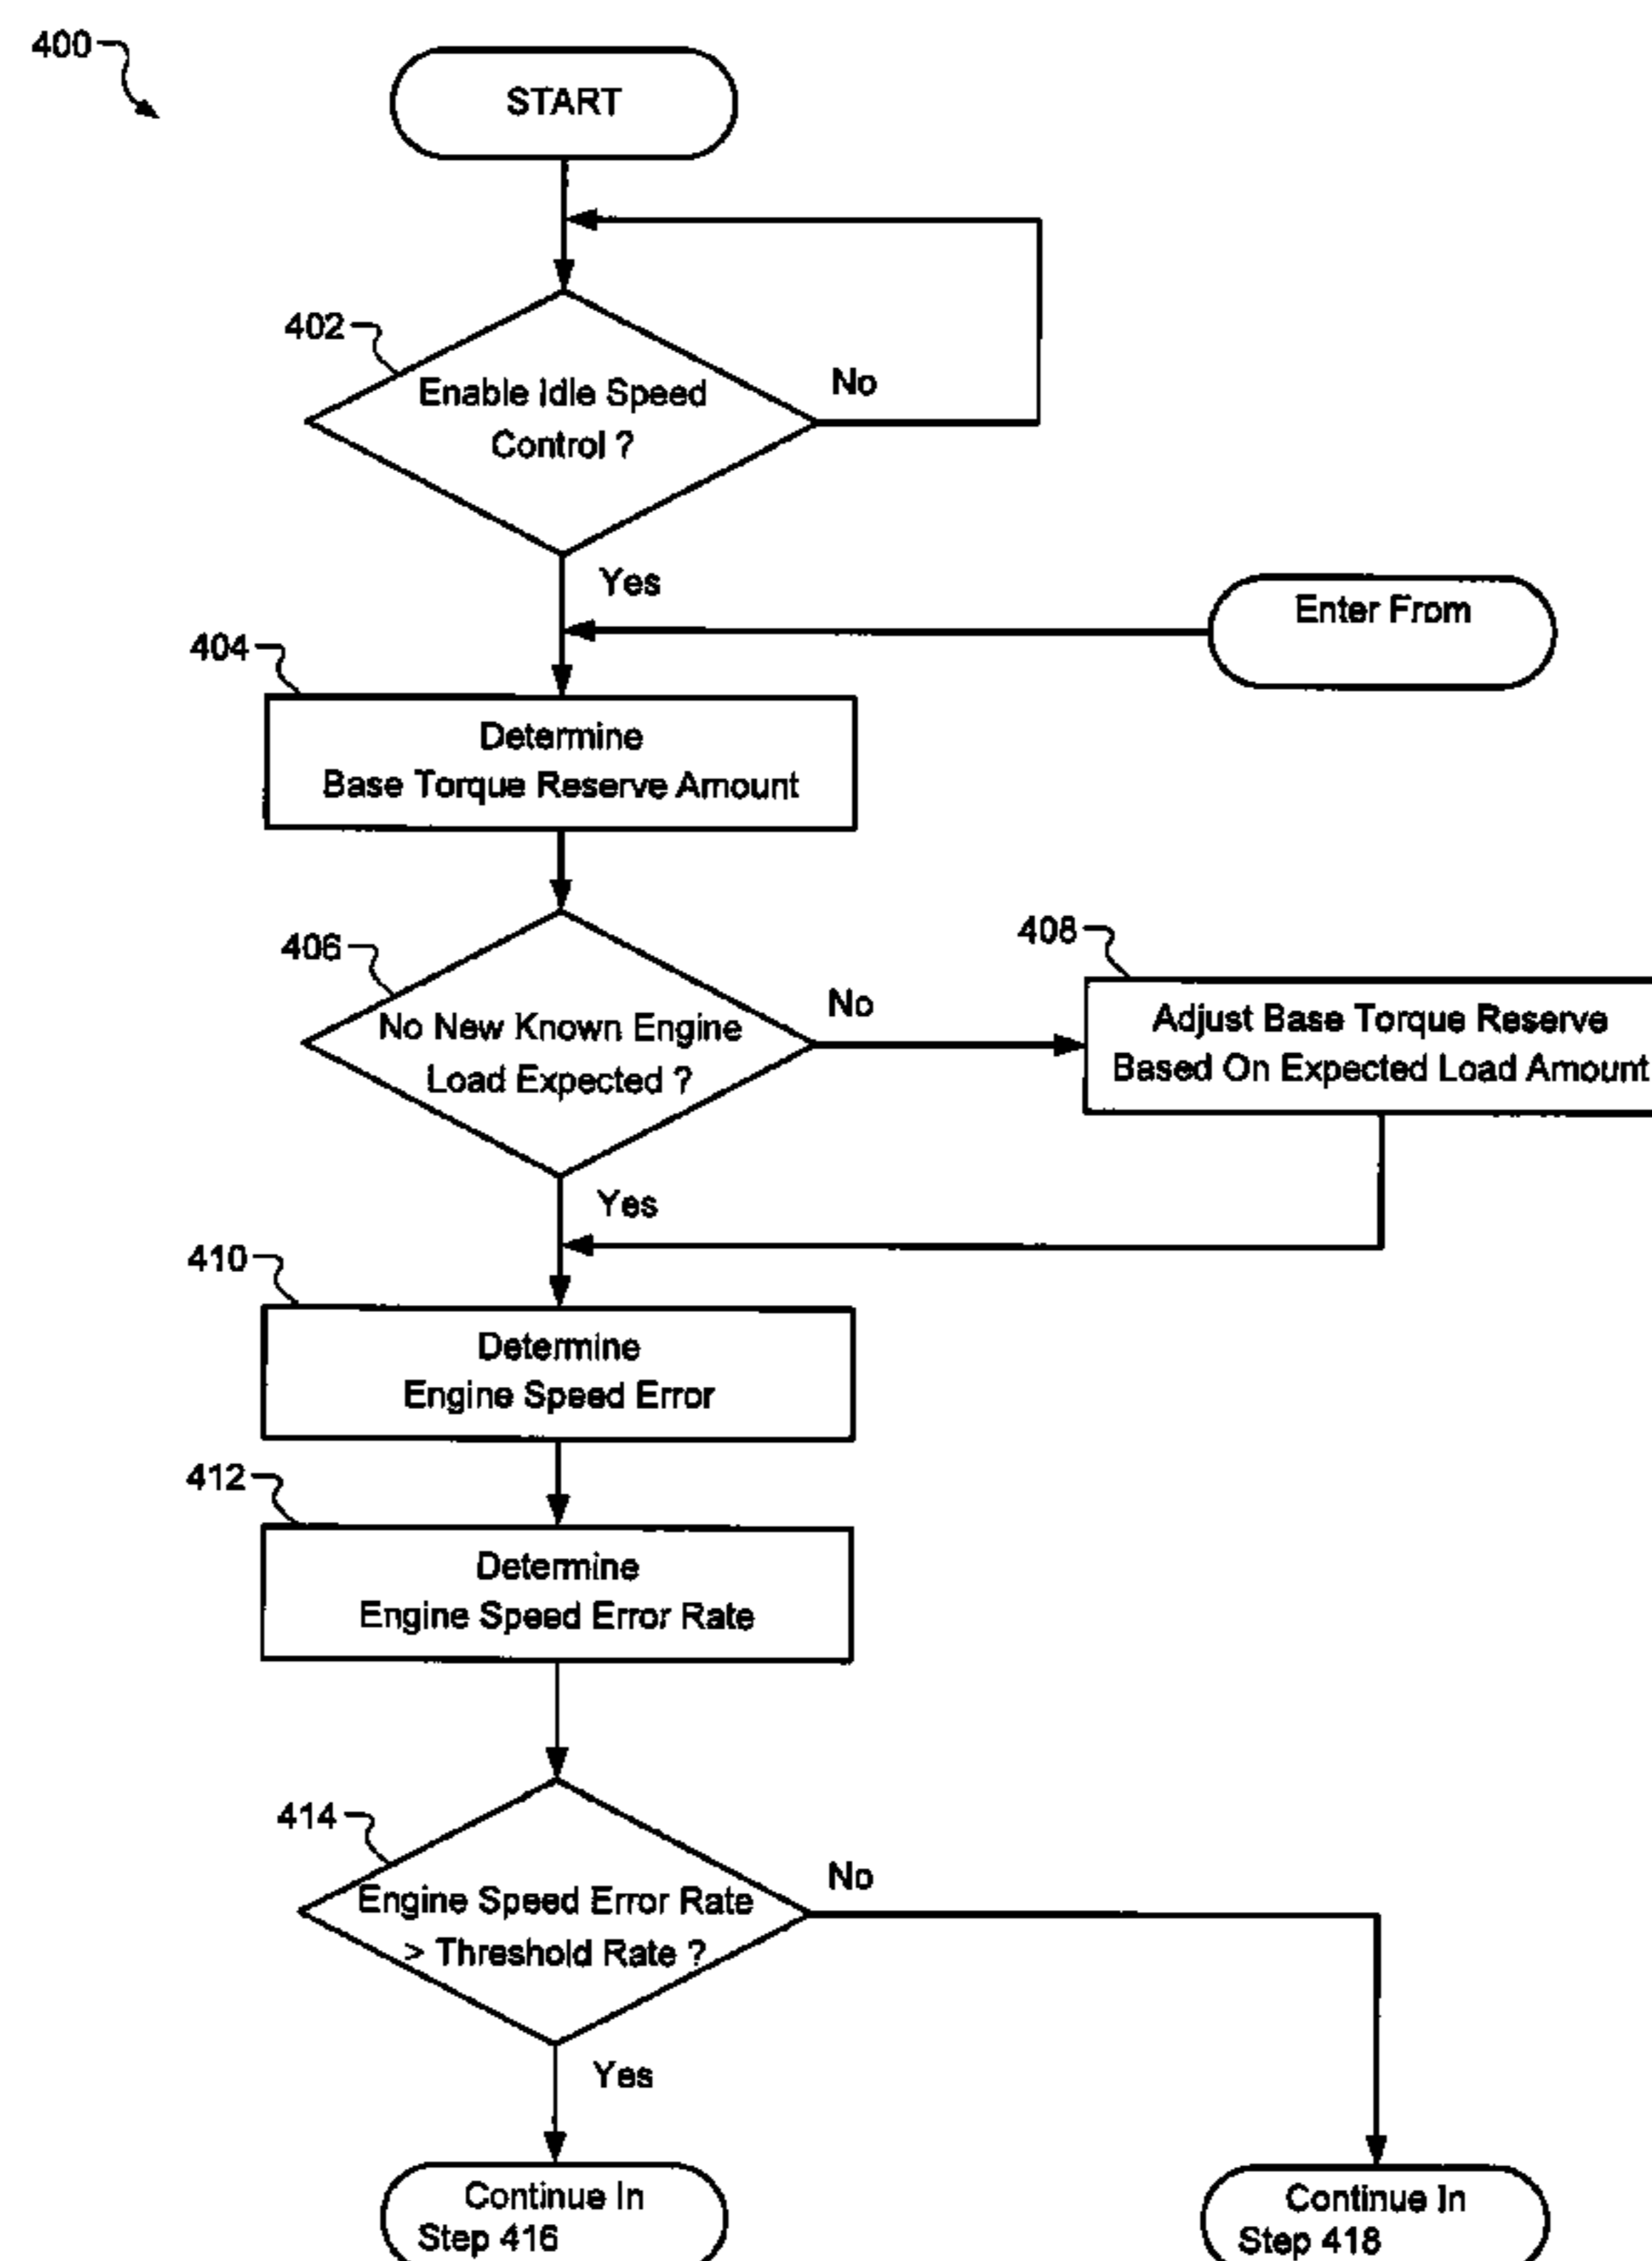 400
START
402
Enable Idle Speed
Control ?
No
Yes
Enter From
404
Determine
Base Torque Reserve Amount
406
No New Known Engine
Load Expected ?
No
408
Adjust Base Torque Reserve
Based On Expected Load Amount
Yes
410
Determine
Engine Speed Error
412
Determine
Engine Speed Error Rate
414
Engine Speed Error Rate
> Threshold Rate ?
No
Yes
Continue In
Step 416
Continue In
Step 418